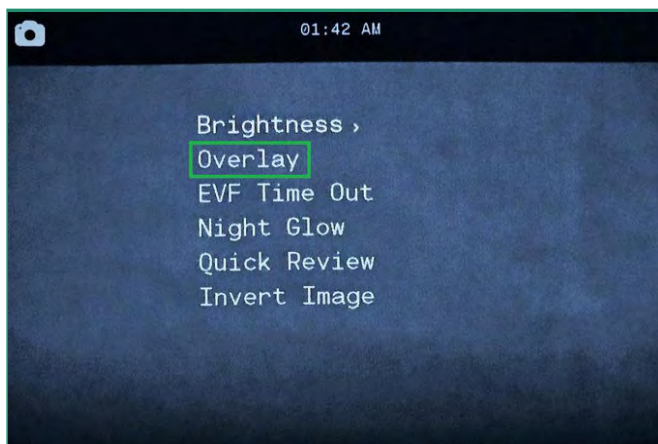 01:42 AM
Brightness ›
Overlay
EVF Time Out
Night Glow
Quick Review
Invert Image